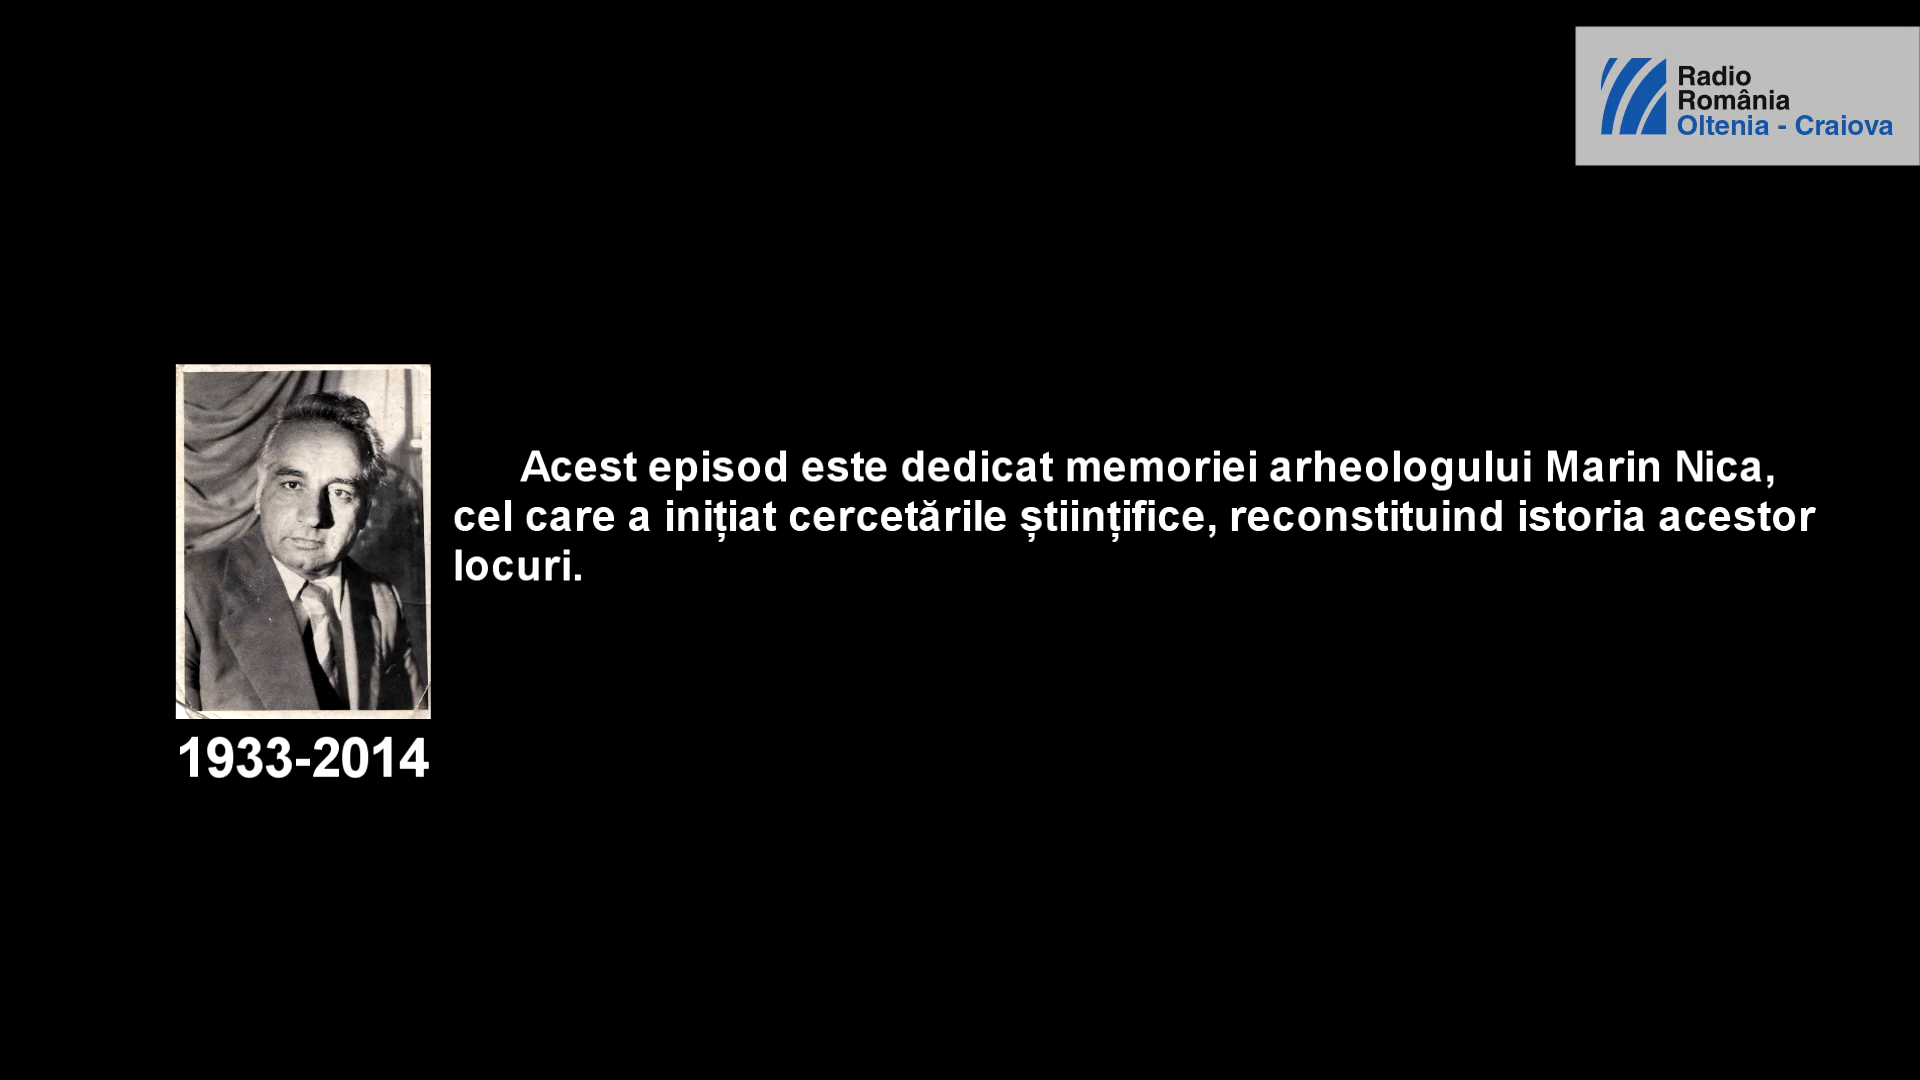 Radio
România
Oltenia - Craiova
Acest episod este dedicat memoriei arheologului Marin Nica,
cel care a inițiat cercetările științifice, reconstituind istoria acestor
locuri.
1933-2014